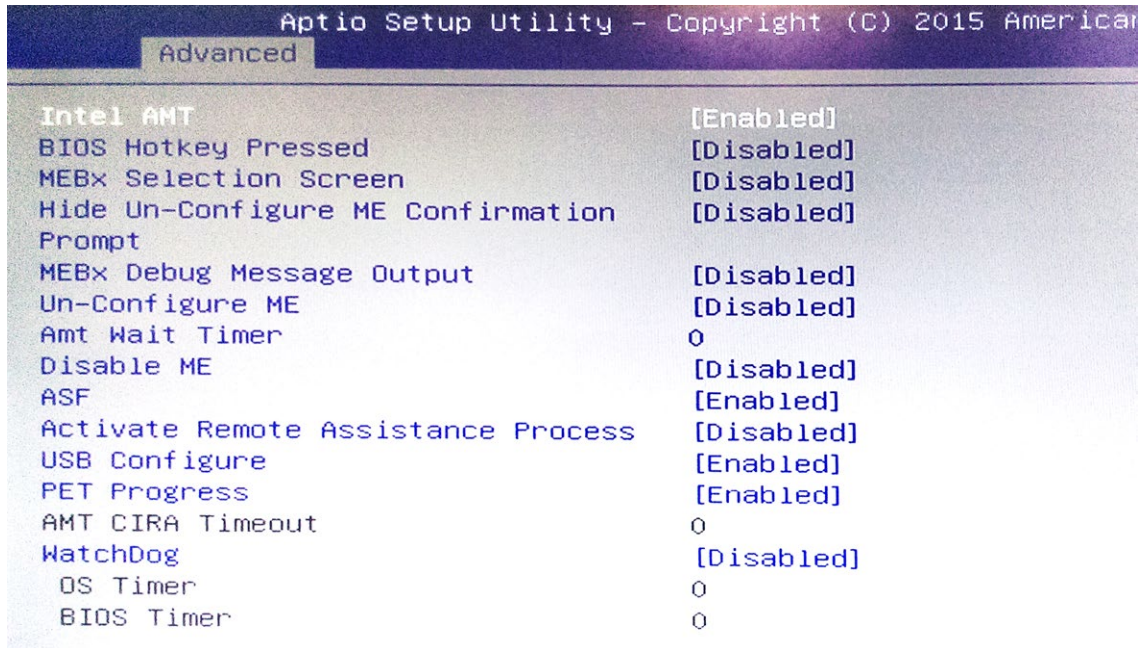 Aptio Setup Utility – Copyright (C) 2015 American
Advanced
Intel AMT [Enabled]
BIOS Hotkey Pressed [Disabled]
MEBx Selection Screen [Disabled]
Hide Un-Configure ME Confirmation [Disabled]
Prompt
MEBx Debug Message Output [Disabled]
Un-Configure ME [Disabled]
Amt Wait Timer 0
Disable ME [Disabled]
ASF [Enabled]
Activate Remote Assistance Process [Disabled]
USB Configure [Enabled]
PET Progress [Enabled]
AMT CIRA Timeout 0
WatchDog [Disabled]
OS Timer 0
BIOS Timer 0